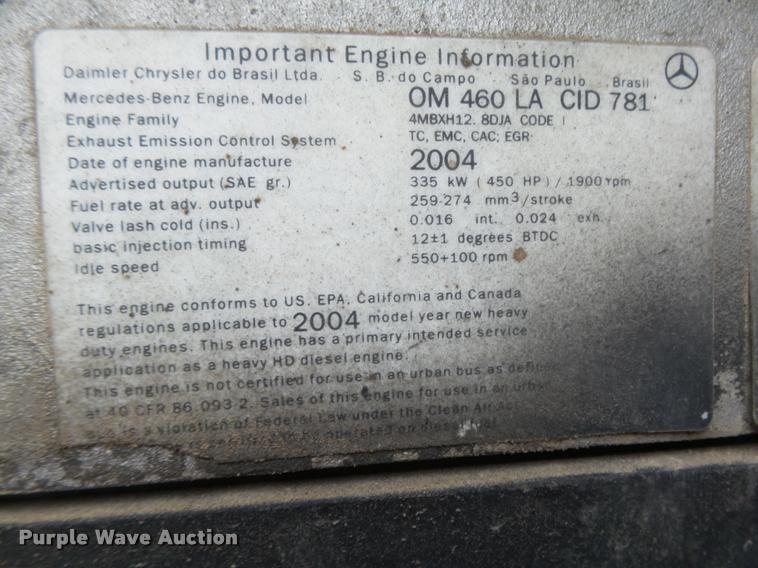 Important Engine Information
Daimler Chrysler do Brasil Ltda. S. B. do Campo São Paulo Brasil
Mercedes-Benz Engine, Model OM 460 LA CID 781
Engine Family 4MBXH12. 8DJA CODE I
Exhaust Emission Control System TC, EMC, CAC; EGR
Date of engine manufacture 2004
Advertised output (SAE gr.) 335 kW ( 450 HP) / 1900 rpm
Fuel rate at adv. output 259-274 mm³/stroke
Valve lash cold (ins.) 0.016 int. 0.024 exh.
basic injection timing 12±1 degrees BTDC
Idle speed 550+100 rpm
This engine conforms to US. EPA, California and Canada
regulations applicable to 2004 model year new heavy
duty engines. This engine has a primary intended service
application as a heavy HD diesel engine.
This engine is not certified for use in an urban bus as defined
at 40 CFR 86.093-2. Sales of this engine for use in an urban
is a violation of Federal Law under the Clean Air Act
to be operated on diesel fuel
Purple Wave Auction